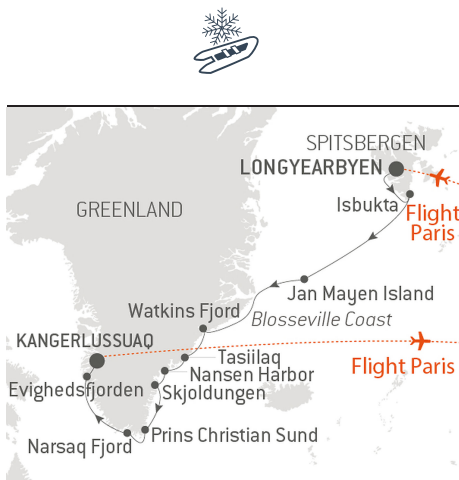 SPITSBERGEN
LONGYEARBYEN
GREENLAND
Isbukta
Flight
Paris
Jan Mayen Island
Watkins Fjord
Blosseville Coast
KANGERLUSSUAQ
Tasiilaq
Flight Paris
Nansen Harbor
Evighedsfjorden
Skjoldungen
Prins Christian Sund
Narsaq Fjord